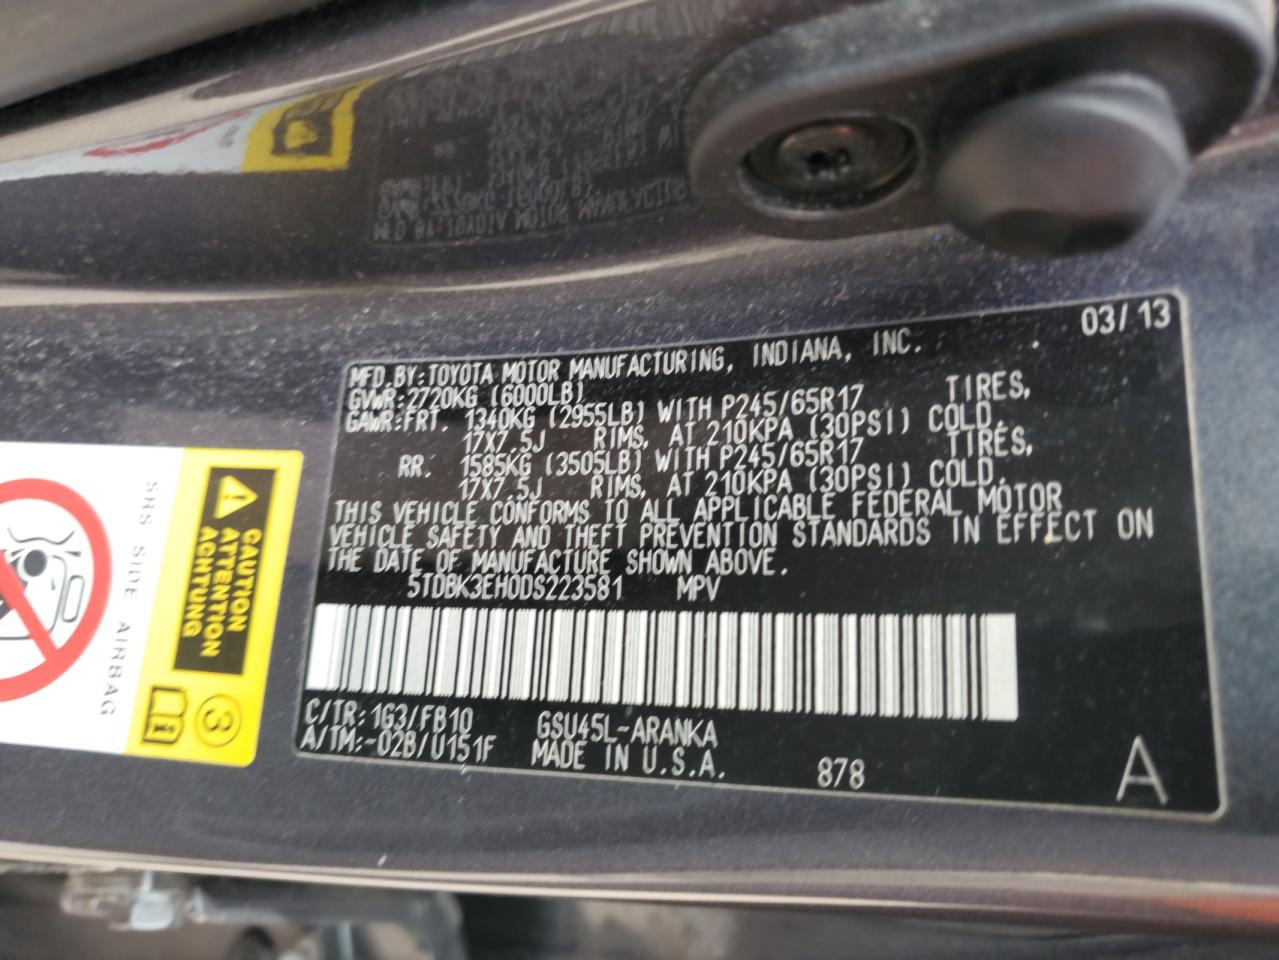 03/13
MFD.BY:TOYOTA MOTOR MANUFACTURING, INDIANA, INC.
GVWR:2720KG (6000LB)
GAWR:FRT. 1340KG (2955LB) WITH P245/65R17 TIRES,
17X7.5J RIMS, AT 210KPA (30PSI) COLD.
RR. 1585KG (3505LB) WITH P245/65R17 TIRES,
17X7.5J RIMS, AT 210KPA (30PSI) COLD.
THIS VEHICLE CONFORMS TO ALL APPLICABLE FEDERAL MOTOR
VEHICLE SAFETY AND THEFT PREVENTION STANDARDS IN EFFECT ON
THE DATE OF MANUFACTURE SHOWN ABOVE.
5TDBK3EH0DS223581 MPV
C/TR:1G3/FB10 GSU45L-ARANKA
A/TM:-02B/U151F MADE IN U.S.A.
878
A
SRS SIDE AIRBAG
CAUTION
ATTENTION
ACHTUNG
3